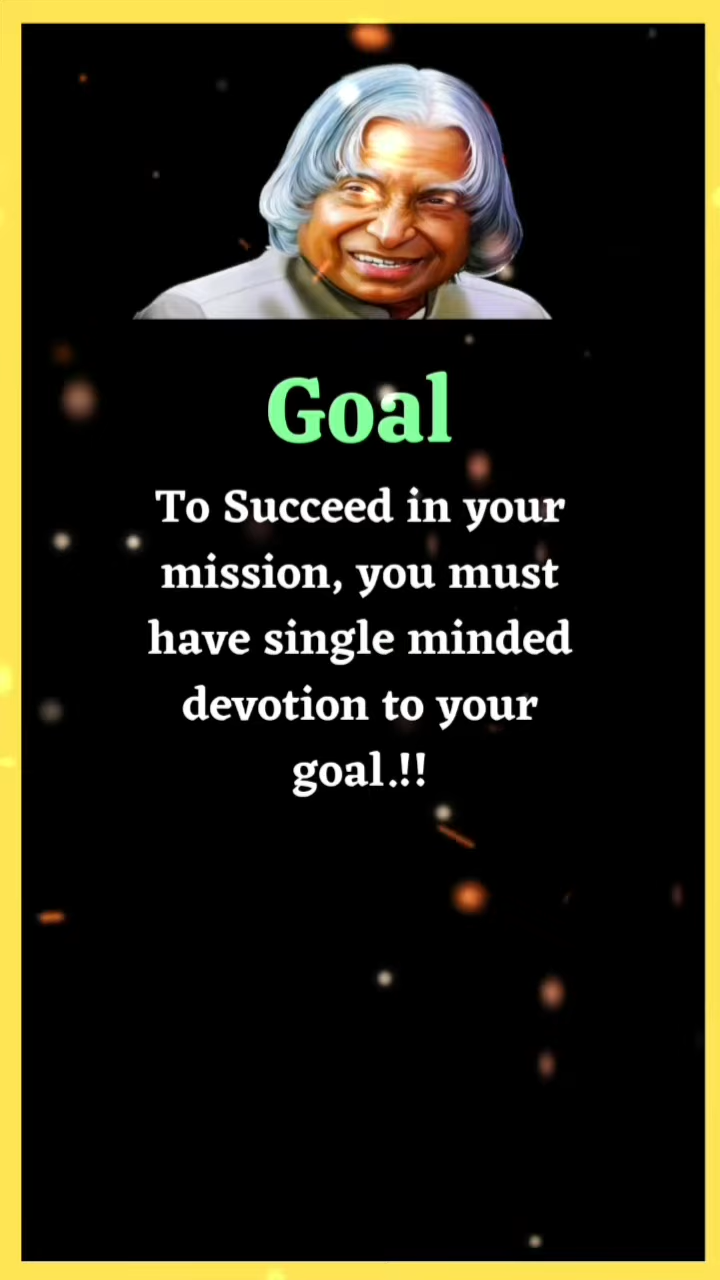 Goal
To Succeed in your
mission, you must
have single minded
devotion to your
goal.!!